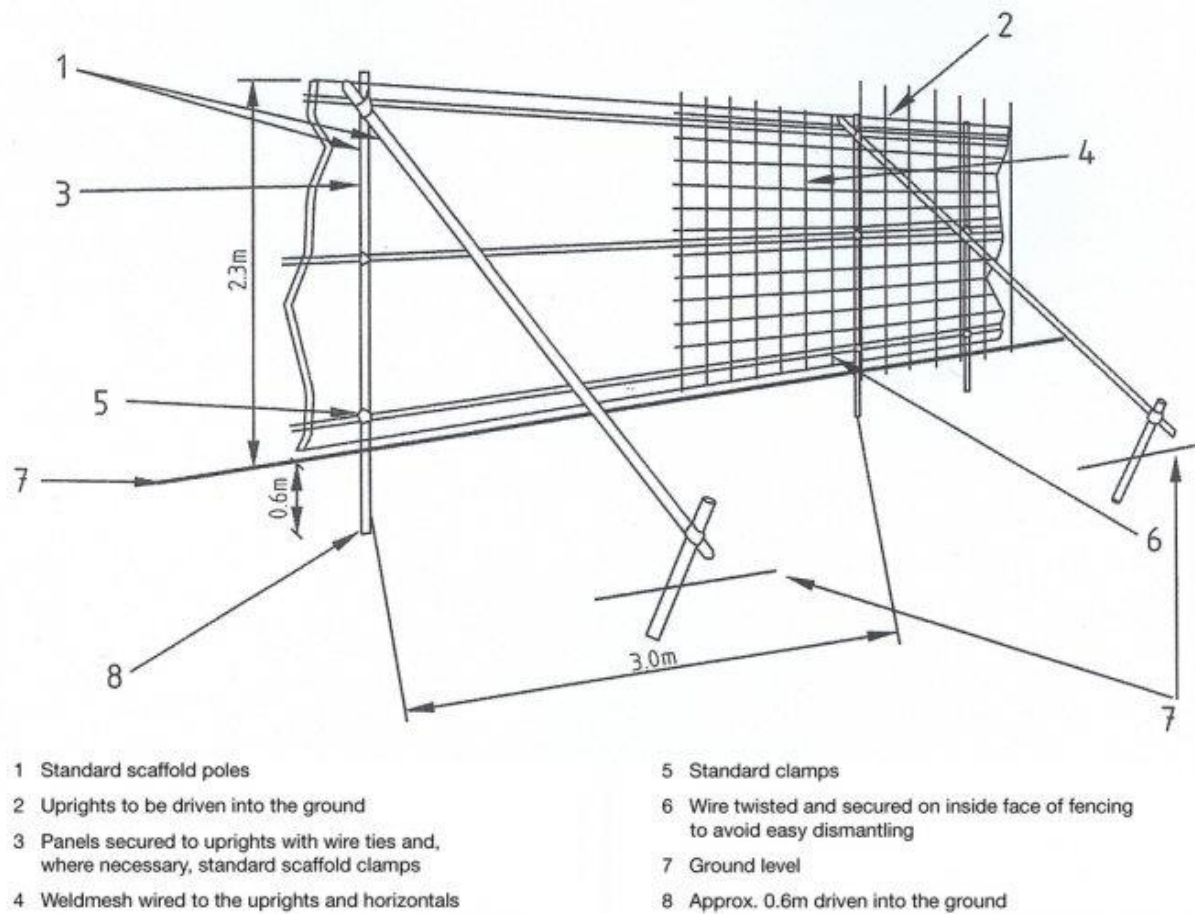 1
2
3
4
2.3m
5
7
0.6m
6
8
3.0m
7
1 Standard scaffold poles
2 Uprights to be driven into the ground
3 Panels secured to uprights with wire ties and,
where necessary, standard scaffold clamps
4 Weldmesh wired to the uprights and horizontals
5 Standard clamps
6 Wire twisted and secured on inside face of fencing
to avoid easy dismantling
7 Ground level
8 Approx. 0.6m driven into the ground